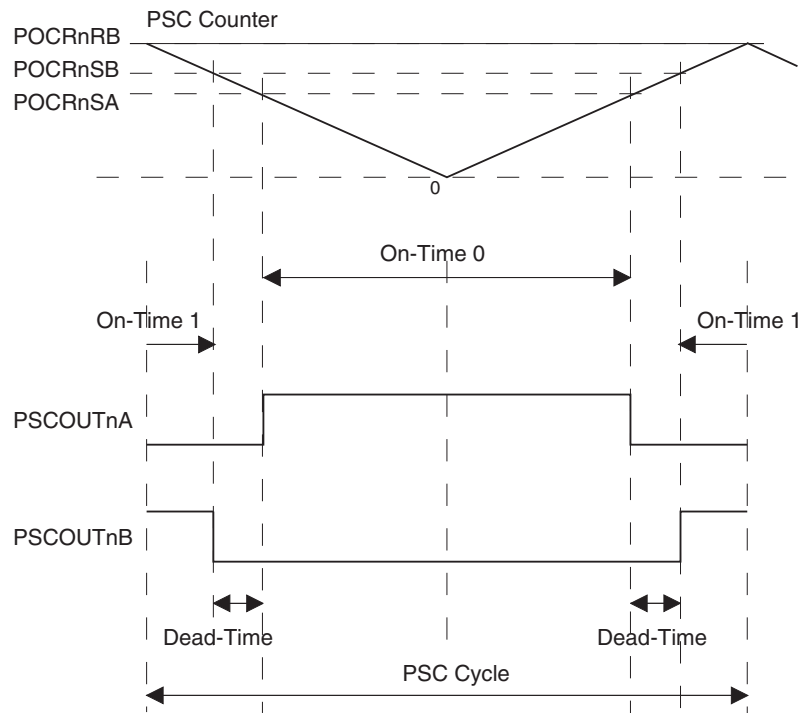 PSC Counter
POCRnRB
POCRnSB
POCRnSA
0
On-Time 0
On-Time 1
On-Time 1
PSCOUTnA
PSCOUTnB
Dead-Time
Dead-Time
PSC Cycle